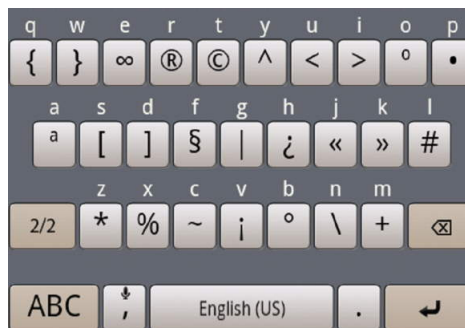 q w e r t y u i o p
{ } ∞ ® © ^ < > º •
a s d f g h j k l
ª [ ] § | ¿ « » #
z x c v b n m
2/2 * % ~ ¡ ° \ +
ABC , English (US) .